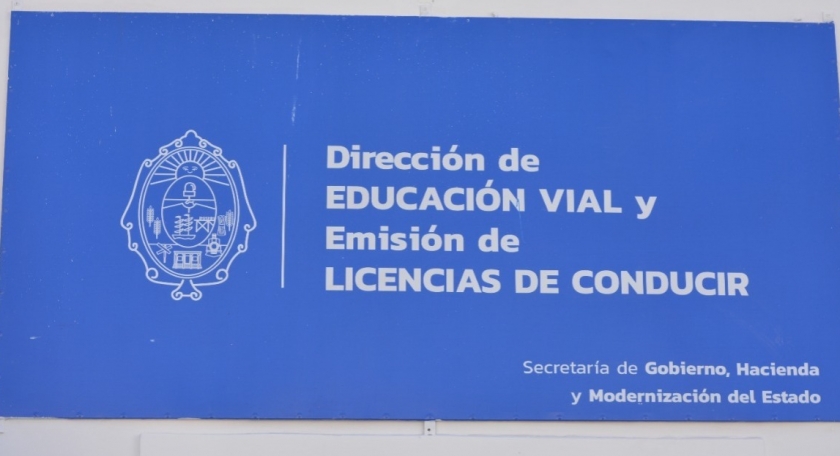 Dirección de
EDUCACIÓN VIAL y
Emisión de
LICENCIAS DE CONDUCIR
Secretaría de Gobierno, Hacienda
y Modernización del Estado